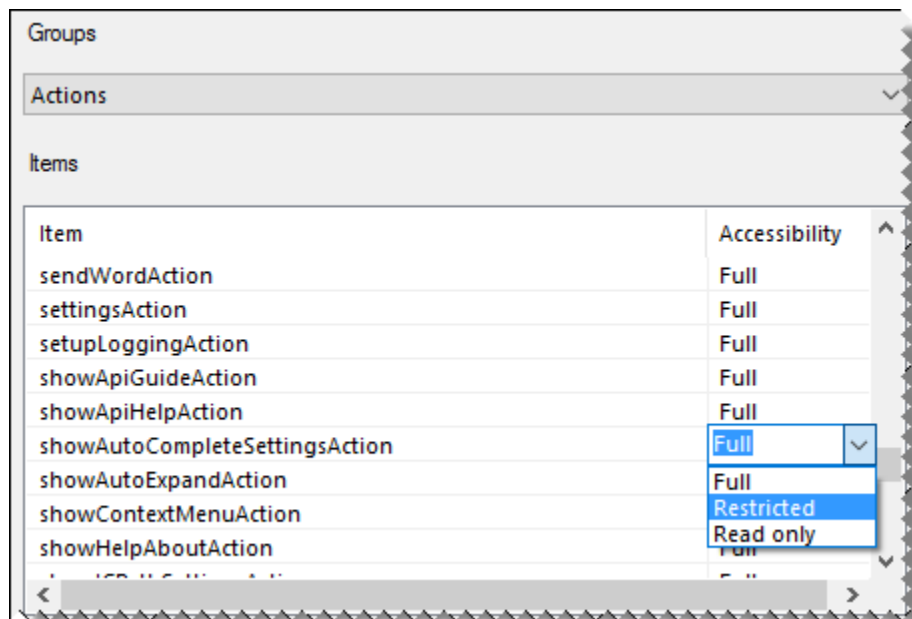 Groups
Actions
Items
Item Accessibility
sendWordAction Full
settingsAction Full
setupLoggingAction Full
showApiGuideAction Full
showApiHelpAction Full
showAutoCompleteSettingsAction Full
showAutoExpandAction Full
showContextMenuAction Restricted
showHelpAboutAction Read only